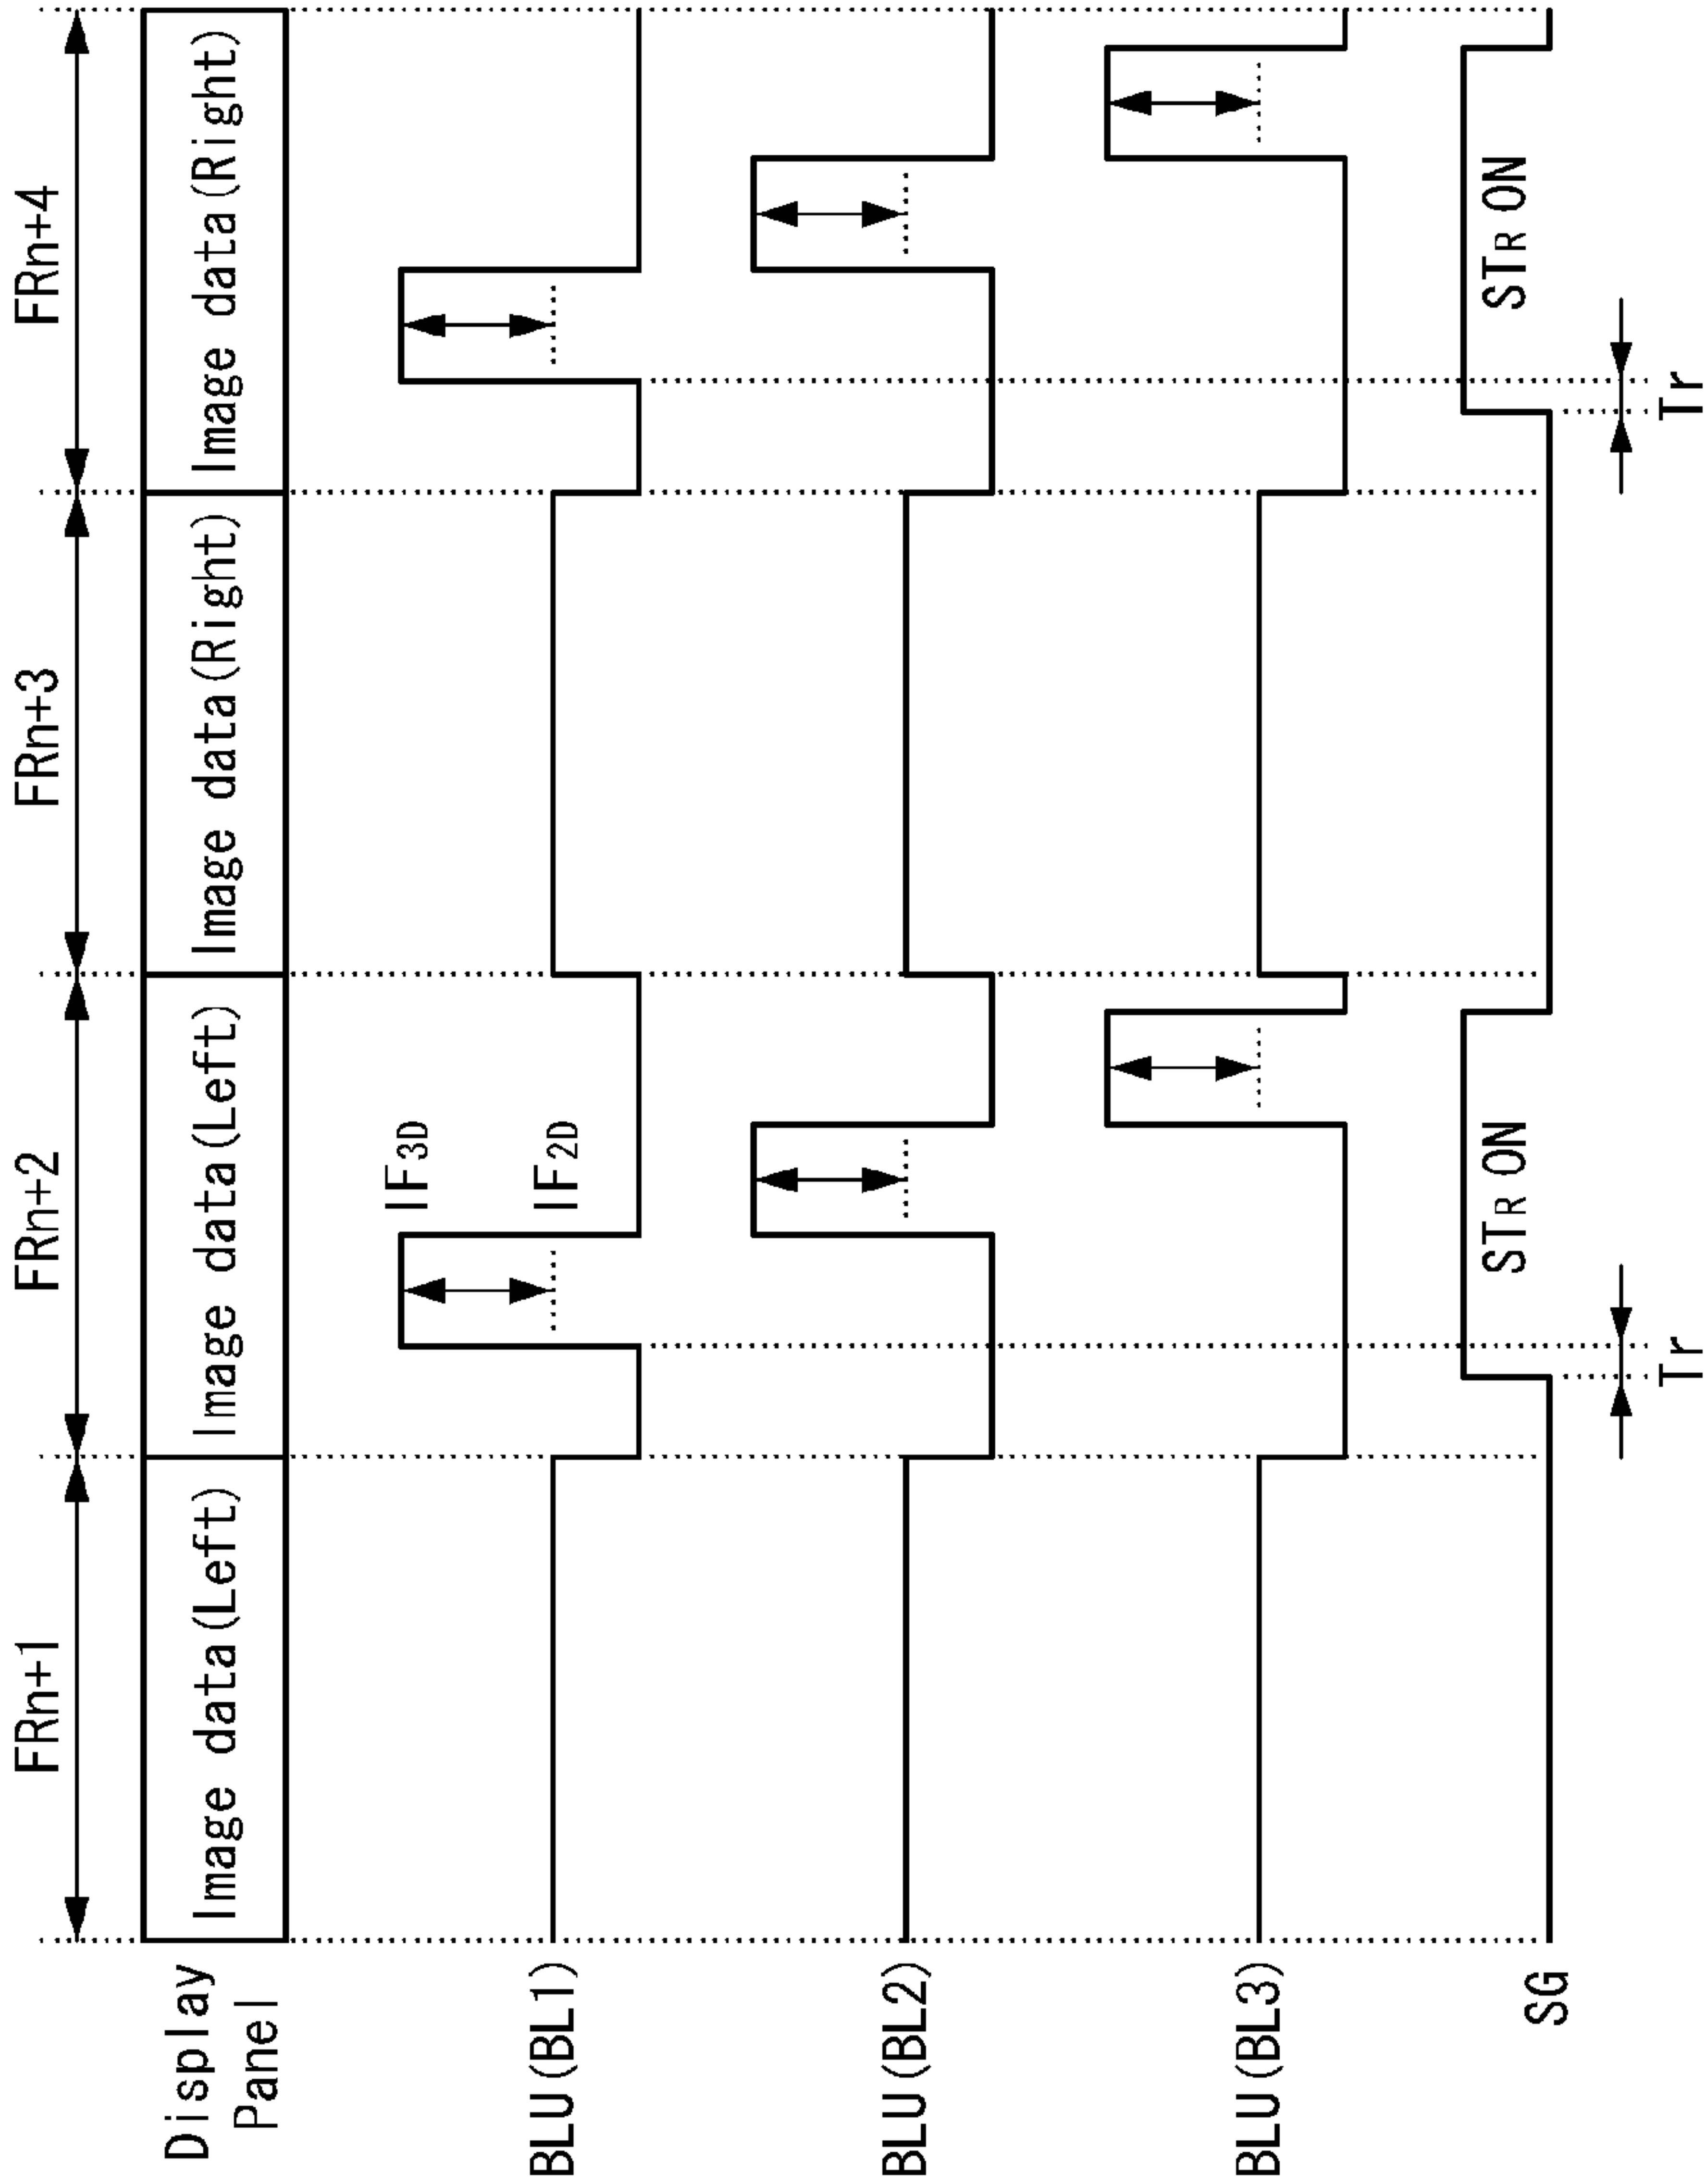 FRn+1 FRn+2 FRn+3 FRn+4
Display
Panel
Image data(Left) Image data(Left) Image data(Right) Image data(Right)
IF3D
BLU(BL1)
IF2D
BLU(BL2)
BLU(BL3)
STR ON STR ON
SG
Tr Tr